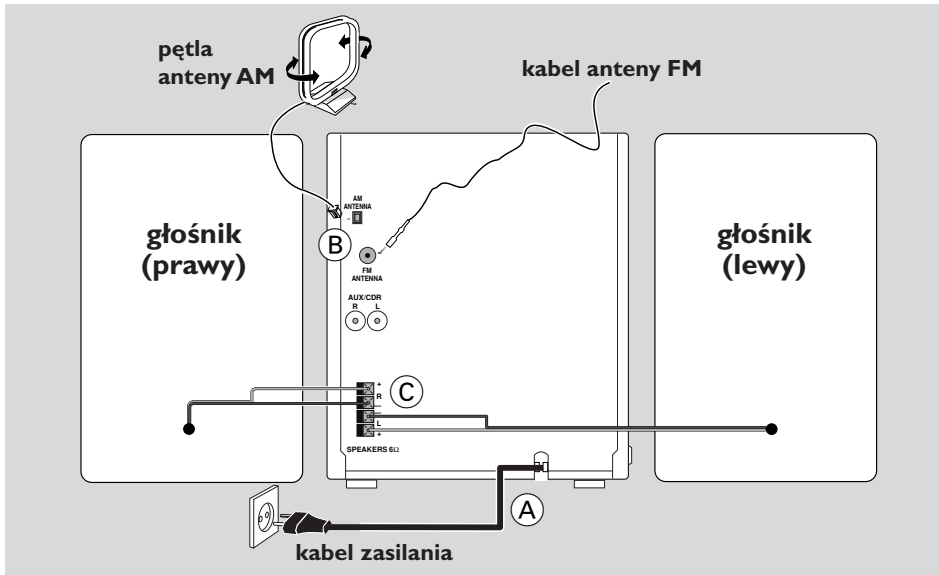 pętla
anteny AM
kabel anteny FM
AM
ANTENNA
B
FM
ANTENNA
głośnik
(prawy)
głośnik
(lewy)
AUX/CDR
R L
+
R
–
–
L
+
C
SPEAKERS 6Ω
A
kabel zasilania